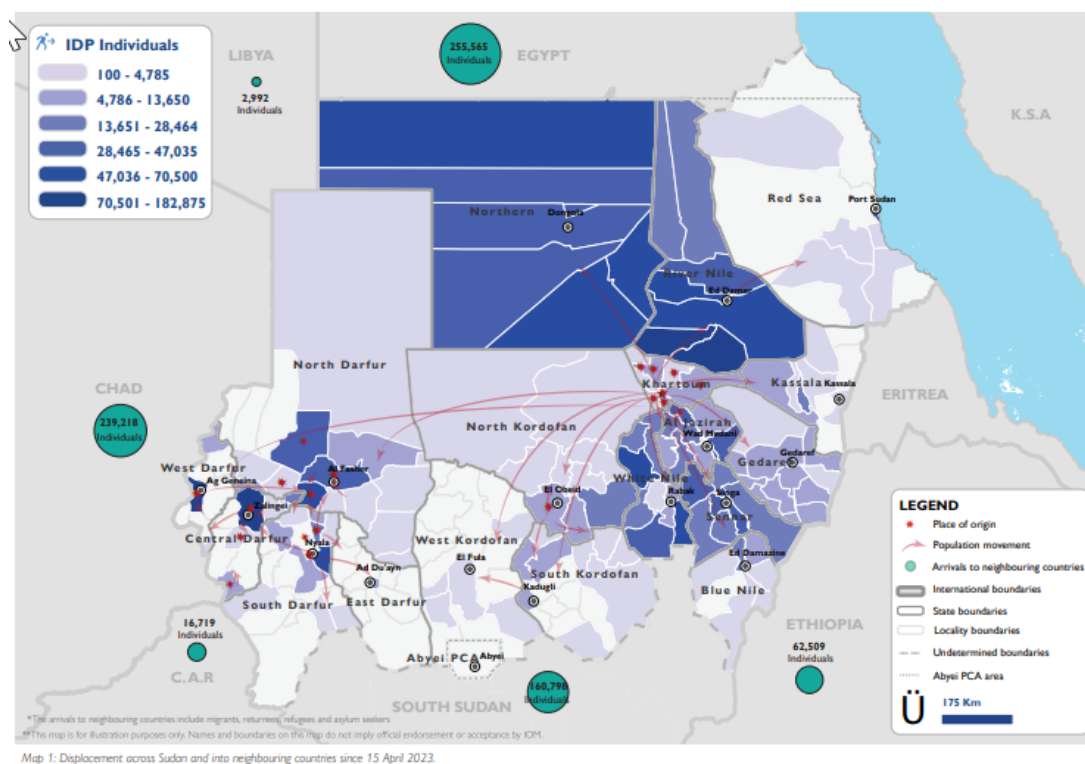 IDP Individuals
100 - 4,785
4,786 - 13,650
13,651 - 28,464
28,465 - 47,035
47,036 - 70,500
70,501 - 182,875
LIBYA
2,992
Individuals
255,565
Individuals
EGYPT
K.S.A
Red Sea
Port Sudan
Northern
Dongola
River Nile
Ed Damer
North Darfur
CHAD
239,218
Individuals
Khartoum
Kassala
Kassala
ERITREA
North Kordofan
Al Jazirah
Wad Medani
Gedaref
Gedaref
West Darfur
Ag Geneina
Al Fasher
El Obeid
White Nile
Rabak
Singa
Sennar
Zalingei
Central Darfur
Nyala
West Kordofan
El Fula
Ed Damazine
Ad Du'ayn
South Kordofan
Kadugli
Blue Nile
South Darfur
East Darfur
16,719
Individuals
C.A.R
Abyei PCA
Abyei
ETHIOPIA
62,509
Individuals
160,798
Individuals
SOUTH SUDAN
LEGEND
Place of origin
Population movement
Arrivals to neighbouring countries
International boundaries
State boundaries
Locality boundaries
Undetermined boundaries
Abyei PCA area
Ü
175 Km
*The arrivals to neighbouring countries include migrants, returnees, refugees and asylum seekers
**This map is for illustration purposes only. Names and boundaries on this map do not imply official endorsement or acceptance by IOM.
Map 1: Displacement across Sudan and into neighbouring countries since 15 April 2023.